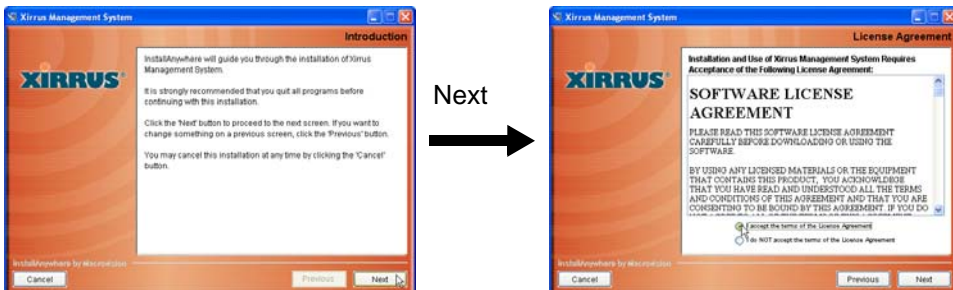 Xirrus Management System
Introduction
XIRRUS
InstallAnywhere will guide you through the installation of Xirrus
Management System.
It is strongly recommended that you quit all programs before
continuing with this installation.
Click the 'Next' button to proceed to the next screen. If you want to
change something on a previous screen, click the 'Previous' button.
You may cancel this installation at any time by clicking the 'Cancel'
button.
InstallAnywhere by Macrovision
Cancel
Previous
Next
Next
Xirrus Management System
License Agreement
XIRRUS
Installation and Use of Xirrus Management System Requires
Acceptance of the Following License Agreement:
SOFTWARE LICENSE
AGREEMENT
PLEASE READ THIS SOFTWARE LICENSE AGREEMENT
CAREFULLY BEFORE DOWNLOADING OR USING THE
SOFTWARE.
BY USING ANY LICENSED MATERIALS OR THE EQUIPMENT
THAT CONTAINS THIS PRODUCT, YOU ACKNOWLEDGE
THAT YOU HAVE READ AND UNDERSTOOD ALL THE TERMS
AND CONDITIONS OF THIS AGREEMENT AND THAT YOU ARE
CONSENTING TO BE BOUND BY THIS AGREEMENT. IF YOU DO
I accept the terms of the License Agreement
I do NOT accept the terms of the License Agreement
InstallAnywhere by Macrovision
Cancel
Previous
Next